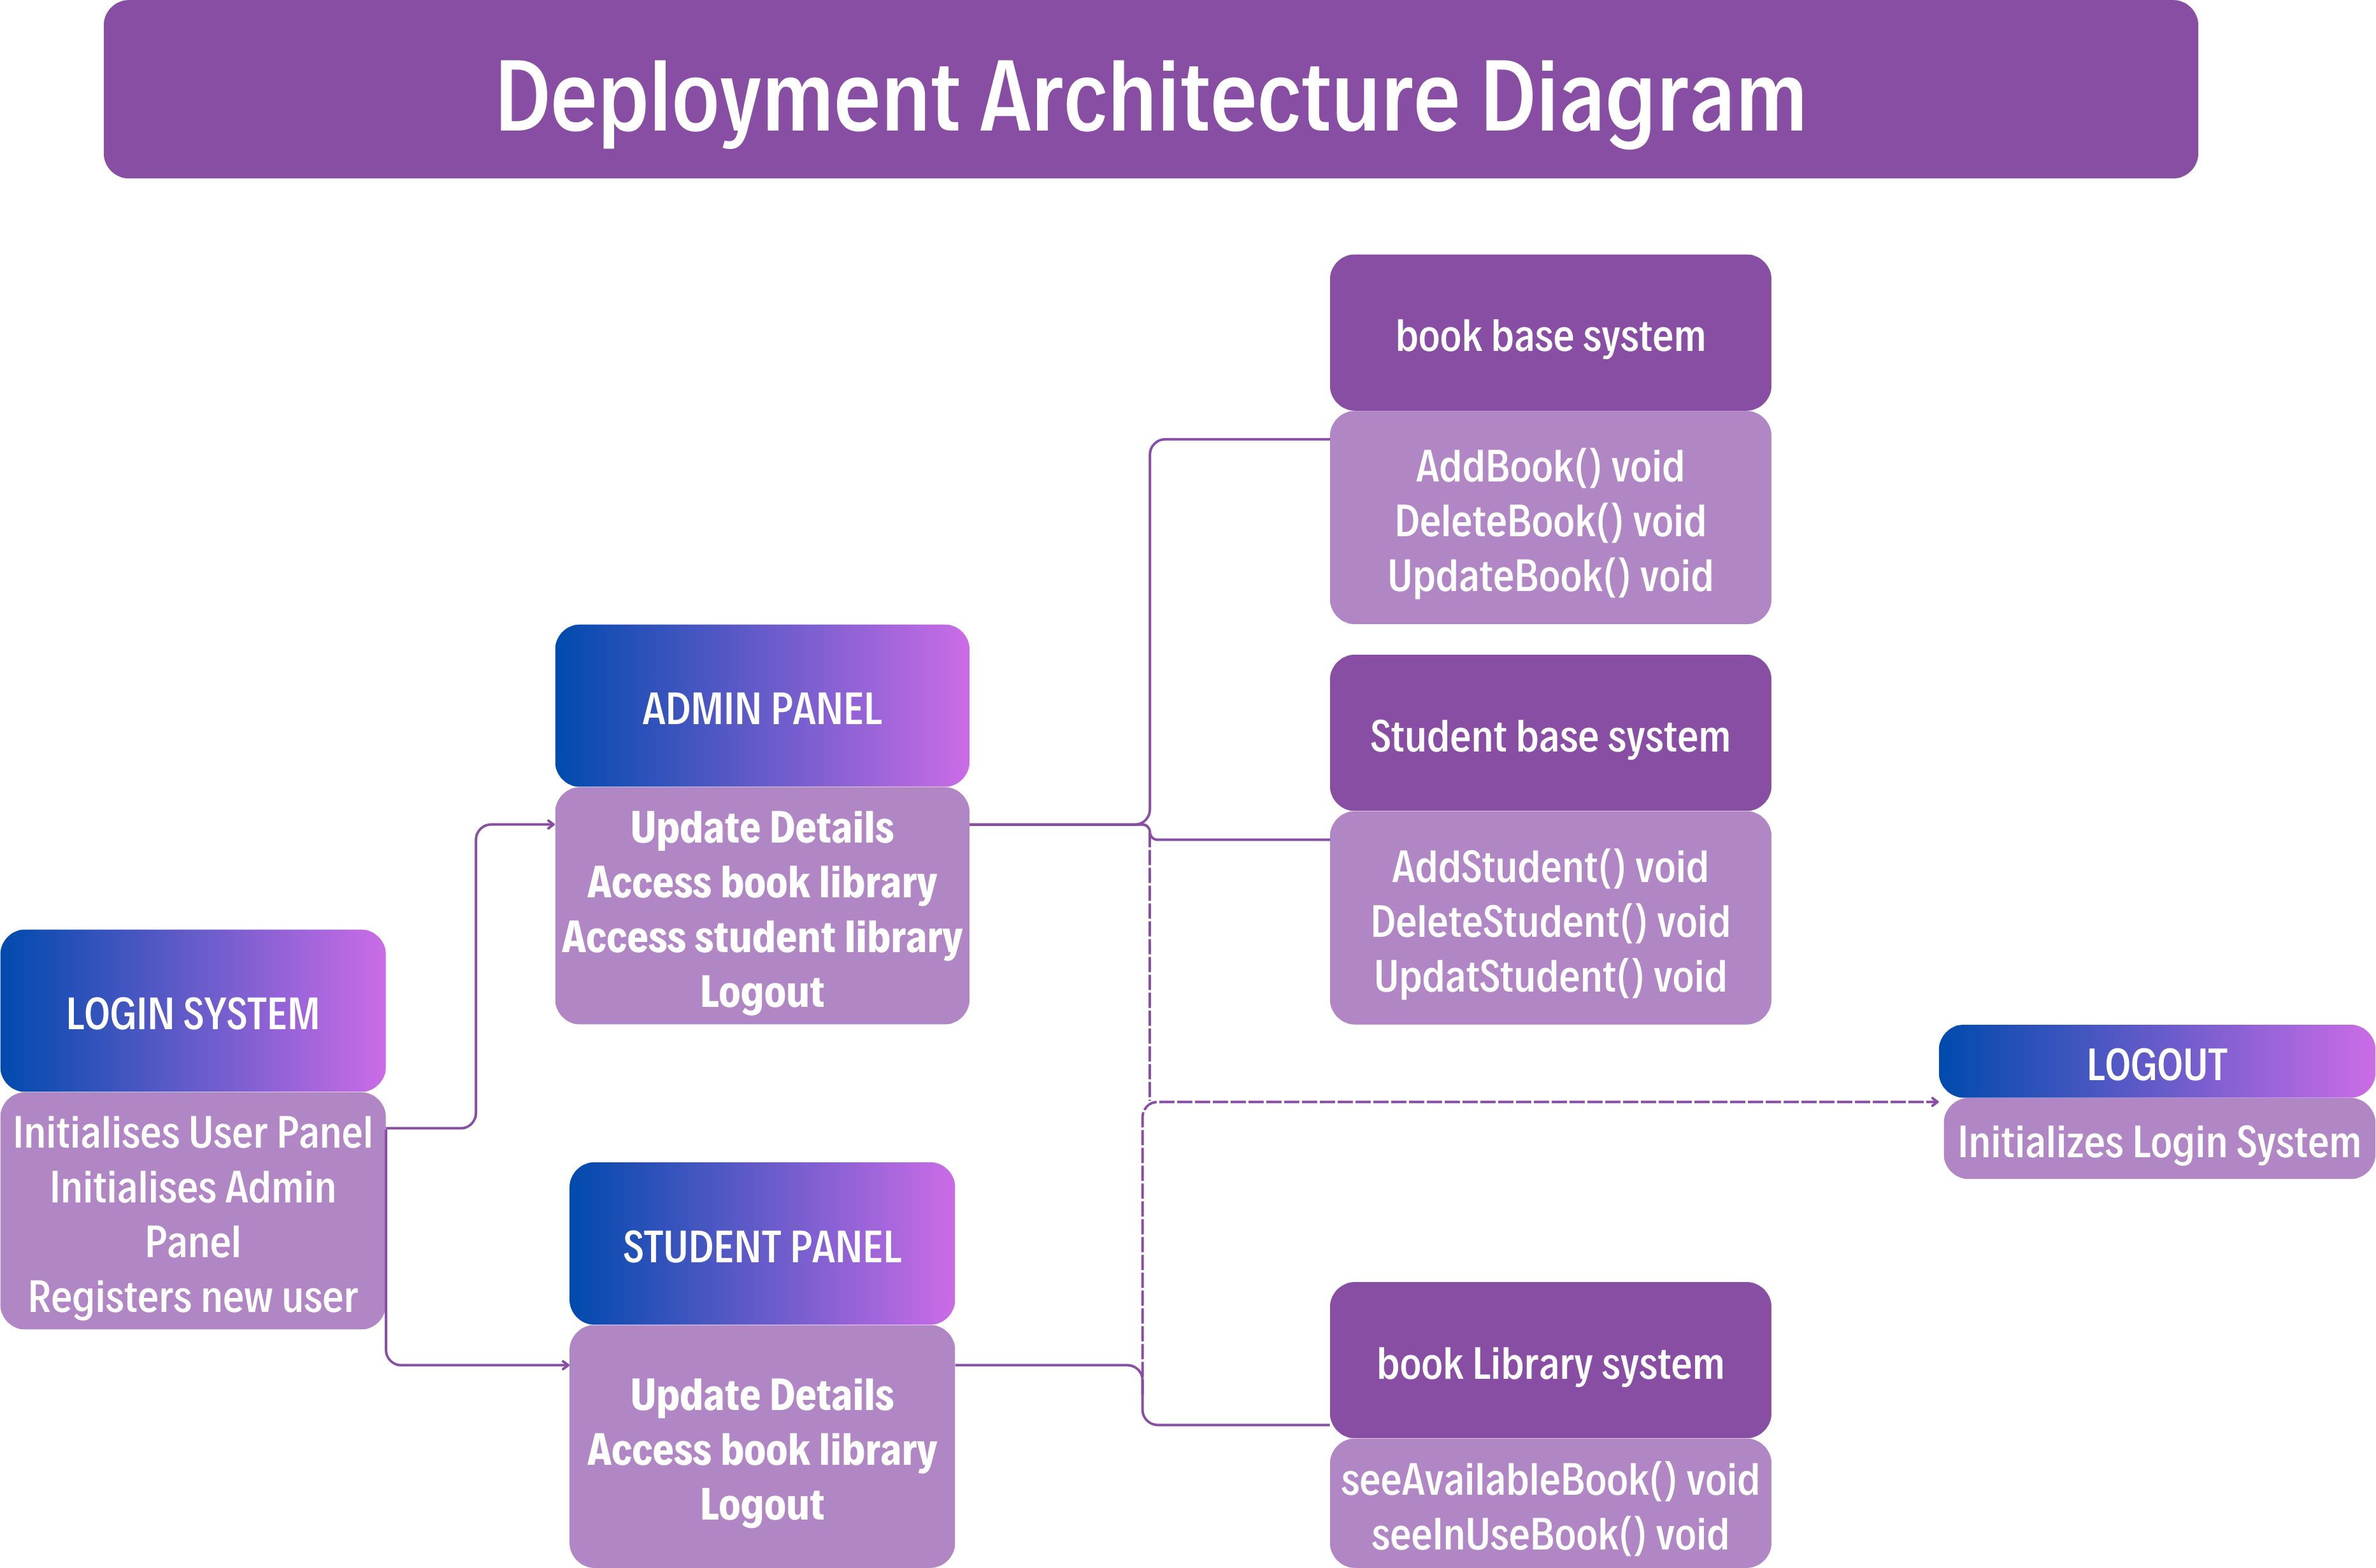 Deployment Architecture Diagram
book base system
AddBook() void
DeleteBook() void
UpdateBook() void
ADMIN PANEL
Update Details
Access book library
Access student library
Logout
Student base system
AddStudent() void
DeleteStudent() void
UpdatStudent() void
LOGIN SYSTEM
Initialises User Panel
Initialises Admin
Panel
Registers new user
LOGOUT
Initializes Login System
STUDENT PANEL
Update Details
Access book library
Logout
book Library system
seeAvailableBook() void
seeInUseBook() void